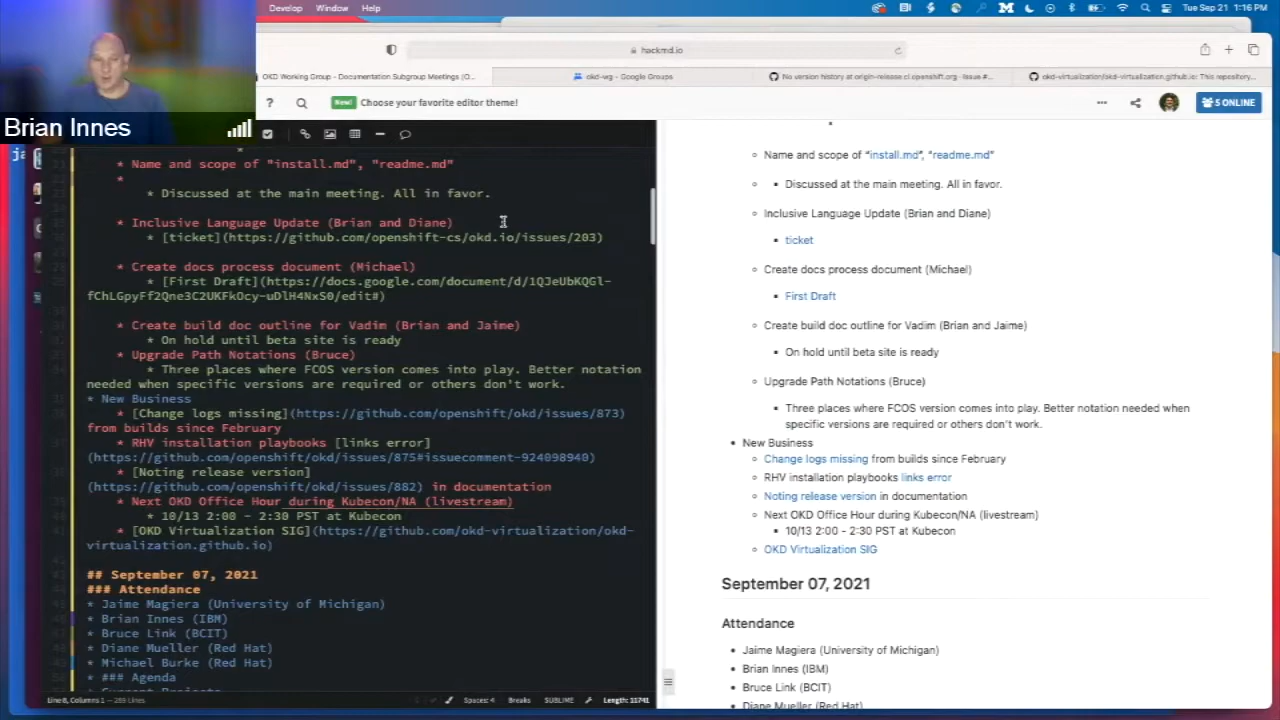 Develop Window Help
Tue Sep 21 1:16 PM
hackmd.io
OKD Working Group - Documentation Subgroup Meetings (O...
okd-wg - Google Groups
No version history at origin-release.ci.openshift.org · Issue #...
okd-virtualization/okd-virtualization.github.io: This repository...
New! Choose your favorite editor theme!
5 ONLINE
Brian Innes
* Name and scope of "install.md", "readme.md"
*
* Discussed at the main meeting. All in favor.
* Inclusive Language Update (Brian and Diane)
* [ticket](https://github.com/openshift-cs/okd.io/issues/203)
* Create docs process document (Michael)
* [First Draft](https://docs.google.com/document/d/1QJeUbKQGl-
fChLGpyFf2Qne3C2UKFkOcy-uDlH4NxS0/edit#)
* Create build doc outline for Vadim (Brian and Jaime)
* On hold until beta site is ready
* Upgrade Path Notations (Bruce)
* Three places where FCOS version comes into play. Better notation
needed when specific versions are required or others don't work.
* New Business
* [Change logs missing](https://github.com/openshift/okd/issues/873)
from builds since February
* RHV installation playbooks [links error]
(https://github.com/openshift/okd/issues/875#issuecomment-924098940)
* [Noting release version]
(https://github.com/openshift/okd/issues/882) in documentation
* Next OKD Office Hour during Kubecon/NA (livestream)
* 10/13 2:00 - 2:30 PST at Kubecon
* [OKD Virtualization SIG](https://github.com/okd-virtualization/okd-
virtualization.github.io)
## September 07, 2021
### Attendance
* Jaime Magiera (University of Michigan)
* Brian Innes (IBM)
* Bruce Link (BCIT)
* Diane Mueller (Red Hat)
* Michael Burke (Red Hat)
* ### Agenda
Line 8, Columns 1 — 289 Lines
Spaces: 4 Breaks SUBLIME Length: 11741
Name and scope of "install.md", "readme.md"
Discussed at the main meeting. All in favor.
Inclusive Language Update (Brian and Diane)
ticket
Create docs process document (Michael)
First Draft
Create build doc outline for Vadim (Brian and Jaime)
On hold until beta site is ready
Upgrade Path Notations (Bruce)
Three places where FCOS version comes into play. Better notation needed when
specific versions are required or others don't work.
New Business
Change logs missing from builds since February
RHV installation playbooks links error
Noting release version in documentation
Next OKD Office Hour during Kubecon/NA (livestream)
10/13 2:00 - 2:30 PST at Kubecon
OKD Virtualization SIG
September 07, 2021
Attendance
Jaime Magiera (University of Michigan)
Brian Innes (IBM)
Bruce Link (BCIT)
Diane Mueller (Red Hat)